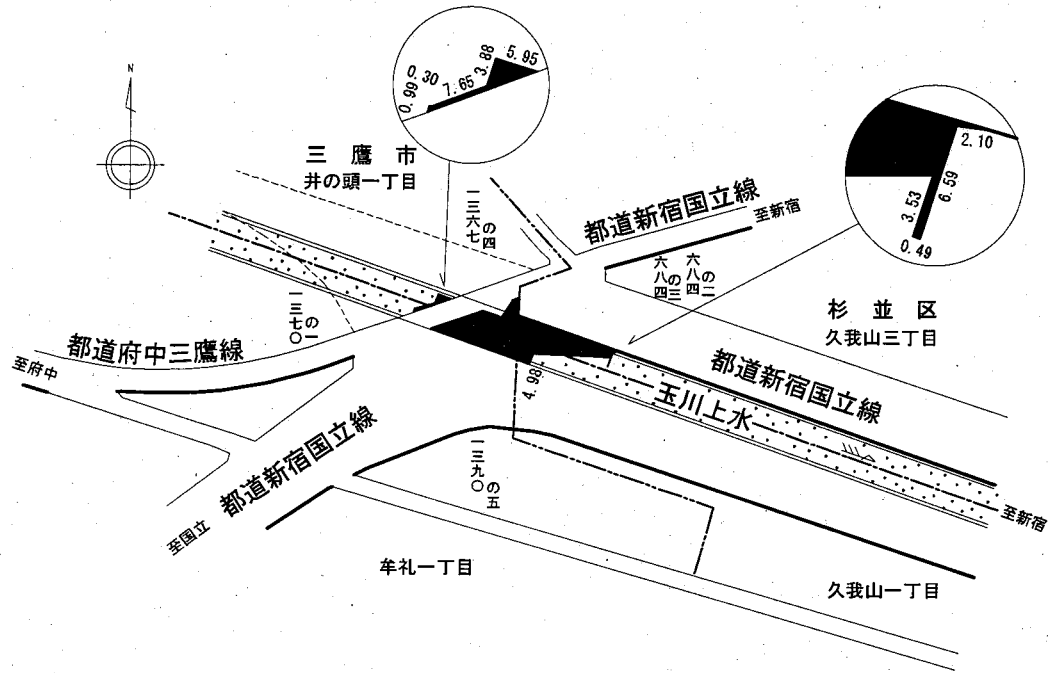 5.95
3.88
7.65
0.30
0.99
N
三鷹市
井の頭一丁目
一三六七の四
都道新宿国立線
至新宿
六八四の二
六八四の三
2.10
6.59
3.53
0.49
杉並区
久我山三丁目
一三七〇の一
都道府中三鷹線
至府中
4.98
都道新宿国立線
玉川上水
至新宿
都道新宿国立線
至国立
一三九〇の五
牟礼一丁目
久我山一丁目